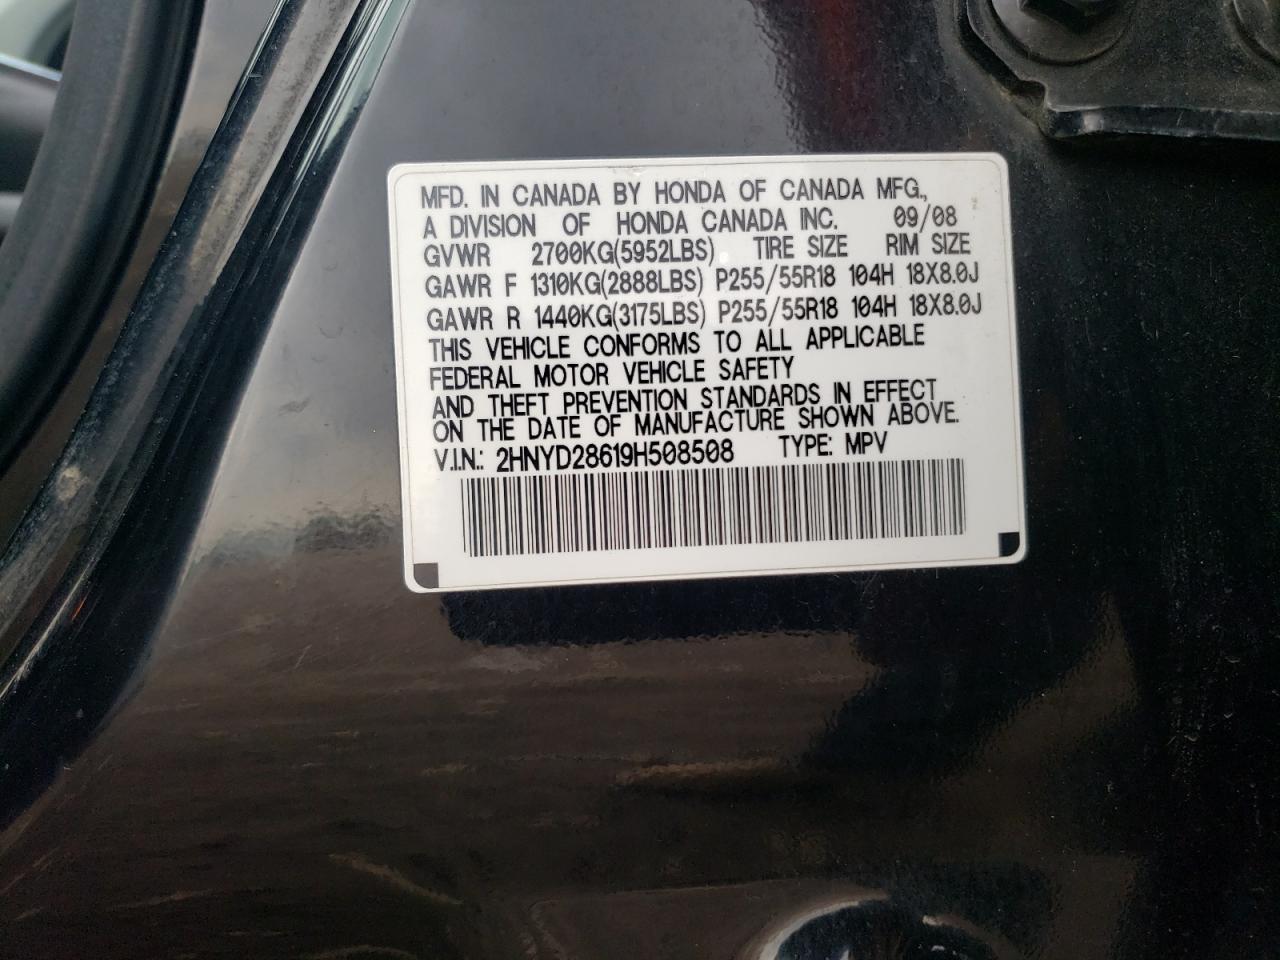 MFD. IN CANADA BY HONDA OF CANADA MFG.,
A DIVISION OF HONDA CANADA INC. 09/08
GVWR 2700KG(5952LBS) TIRE SIZE RIM SIZE
GAWR F 1310KG(2888LBS) P255/55R18 104H 18X8.0J
GAWR R 1440KG(3175LBS) P255/55R18 104H 18X8.0J
THIS VEHICLE CONFORMS TO ALL APPLICABLE
FEDERAL MOTOR VEHICLE SAFETY
AND THEFT PREVENTION STANDARDS IN EFFECT
ON THE DATE OF MANUFACTURE SHOWN ABOVE.
V.I.N.: 2HNYD28619H508508 TYPE: MPV